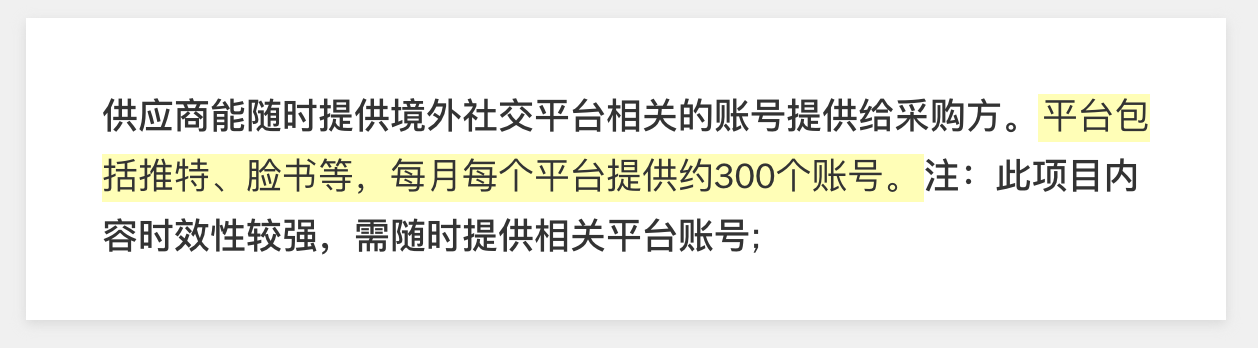 供应商能随时提供境外社交平台相关的账号提供给采购方。平台包
括推特、脸书等，每月每个平台提供约300个账号。注：此项目内
容时效性较强，需随时提供相关平台账号;